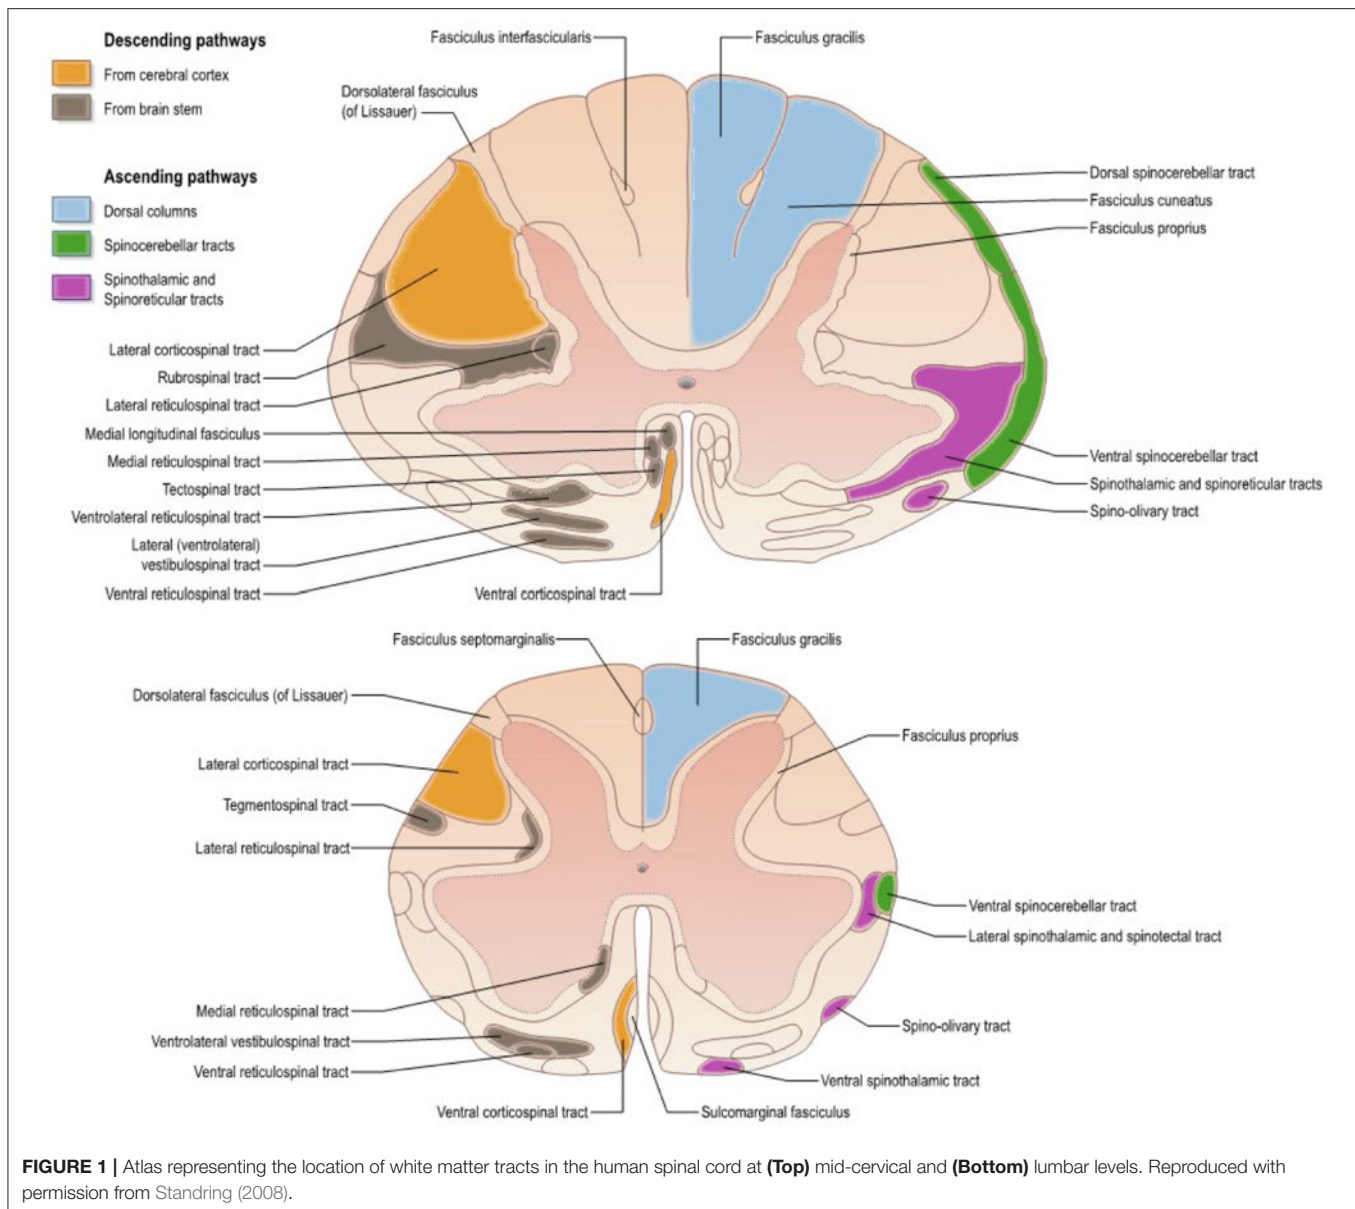 Descending pathways
From cerebral cortex
From brain stem
Ascending pathways
Dorsal columns
Spinocerebellar tracts
Spinothalamic and
Spinoreticular tracts
Fasciculus interfascicularis
Fasciculus gracilis
Dorsolateral fasciculus
(of Lissauer)
Dorsal spinocerebellar tract
Fasciculus cuneatus
Fasciculus proprius
Lateral corticospinal tract
Rubrospinal tract
Lateral reticulospinal tract
Medial longitudinal fasciculus
Medial reticulospinal tract
Tectospinal tract
Ventrolateral reticulospinal tract
Lateral (ventrolateral)
vestibulospinal tract
Ventral reticulospinal tract
Ventral corticospinal tract
Ventral spinocerebellar tract
Spinothalamic and spinoreticular tracts
Spino-olivary tract
Fasciculus septomarginalis
Fasciculus gracilis
Dorsolateral fasciculus (of Lissauer)
Lateral corticospinal tract
Tegmentospinal tract
Lateral reticulospinal tract
Fasciculus proprius
Ventral spinocerebellar tract
Lateral spinothalamic and spinotectal tract
Medial reticulospinal tract
Ventrolateral vestibulospinal tract
Ventral reticulospinal tract
Ventral corticospinal tract
Sulcomarginal fasciculus
Spino-olivary tract
Ventral spinothalamic tract
FIGURE 1 | Atlas representing the location of white matter tracts in the human spinal cord at (Top) mid-cervical and (Bottom) lumbar levels. Reproduced with
permission from Standring (2008).